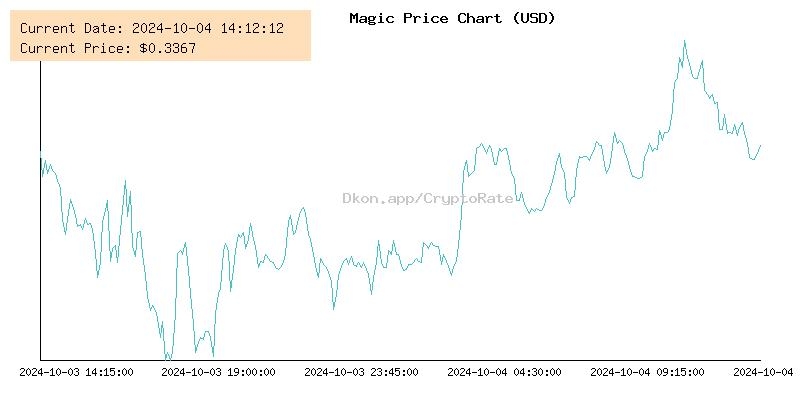 Magic Price Chart (USD)
Current Date: 2024-10-04 14:12:12
Current Price: $0.3367
Dkon.app/CryptoRate
2024-10-03 14:15:00 2024-10-03 19:00:00 2024-10-03 23:45:00 2024-10-04 04:30:00 2024-10-04 09:15:00 2024-10-04